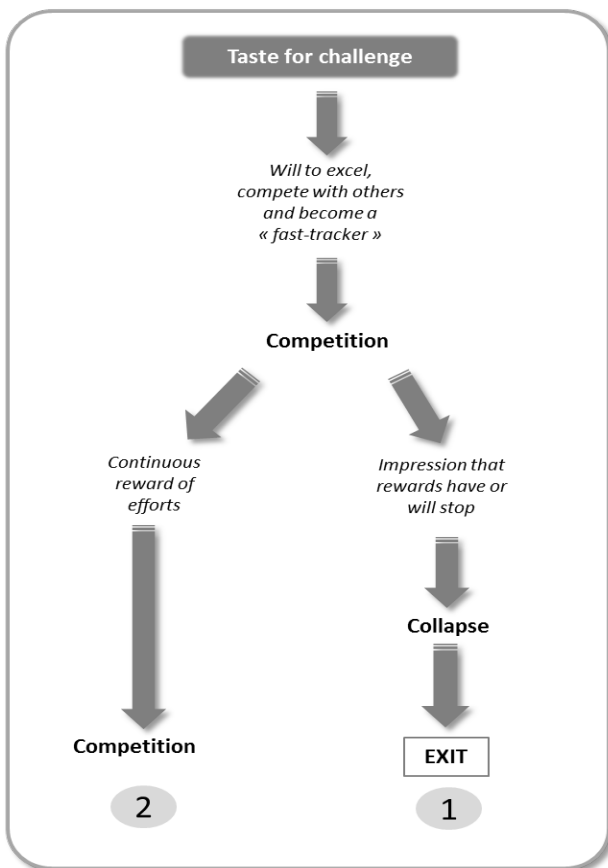 Taste for challenge
Will to excel,
compete with others
and become a
« fast-tracker »
Competition
Continuous
reward of
efforts
Impression that
rewards have or
will stop
Collapse
Competition
EXIT
2
1